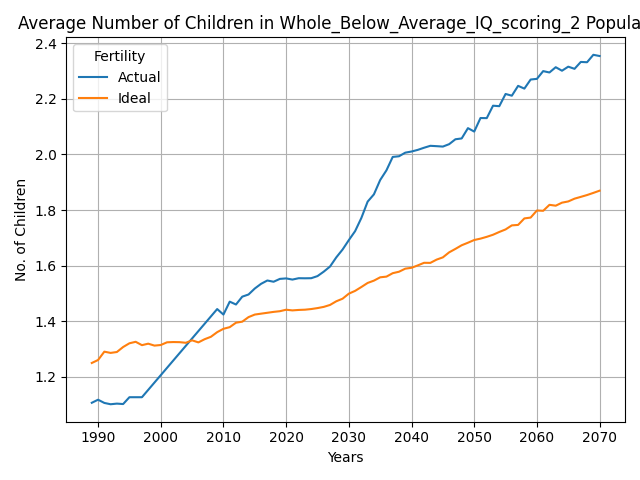 Average Number of Children in Whole_Below_Average_IQ_scoring_2 Popula
2.4
2.2
2.0
1.8
1.6
1.4
1.2
No. of Children
Fertility
Actual
Ideal
1990 2000 2010 2020 2030 2040 2050 2060 2070
Years